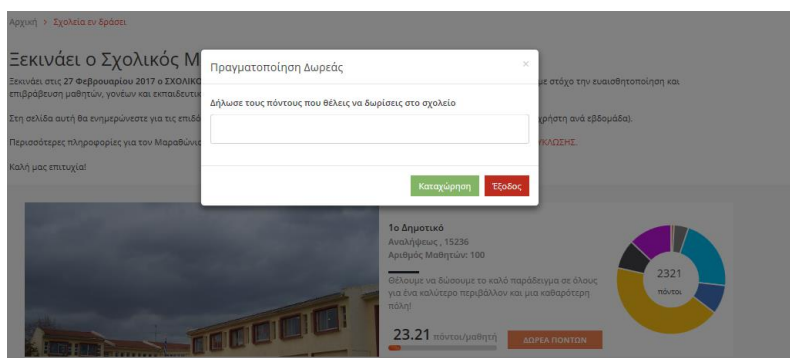 Αρχική > Σχολεία εν δράσει
Ξεκινάει ο Σχολικός Μ
Ξεκινάει στις 27 Φεβρουαρίου 2017 ο ΣΧΟΛΙΚΟ
με στόχο την ευαισθητοποίηση και
επιβράβευση μαθητών, γονέων και εκπαιδευτικ
Στη σελίδα αυτή θα ενημερώνεστε για τις επιδό
χρήστη ανά εβδομάδα).
Περισσότερες πληροφορίες για τον Μαραθώνιο
ΥΚΛΩΣΗΣ.
Καλή μας επιτυχία!
Πραγματοποίηση Δωρεάς ×
Δήλωσε τους πόντους που θέλεις να δωρίσεις στο σχολείο
Καταχώρηση Έξοδος
1ο Δημοτικό
Αναλήψεως , 15236
Αριθμός Μαθητών: 100
Θέλουμε να δώσουμε το καλό παράδειγμα σε όλους
για ένα καλύτερο περιβάλλον και μια καθαρότερη
πόλη!
23.21 πόντοι/μαθητή
ΔΩΡΕΑ ΠΟΝΤΩΝ
2321
πόντοι